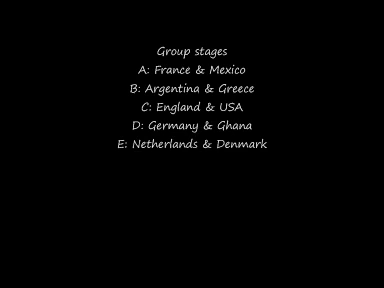 Group stages
A: France & Mexico
B: Argentina & Greece
C: England & USA
D: Germany & Ghana
E: Netherlands & Denmark